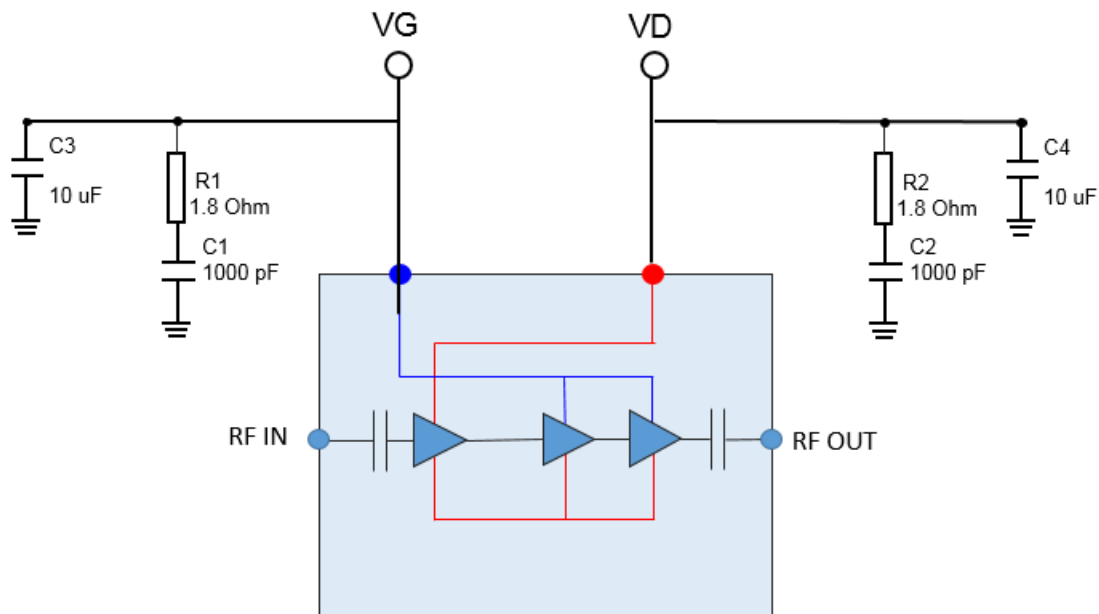 VG
VD
C3
10 uF
R1
1.8 Ohm
C1
1000 pF
R2
1.8 Ohm
C2
1000 pF
C4
10 uF
RF IN
RF OUT